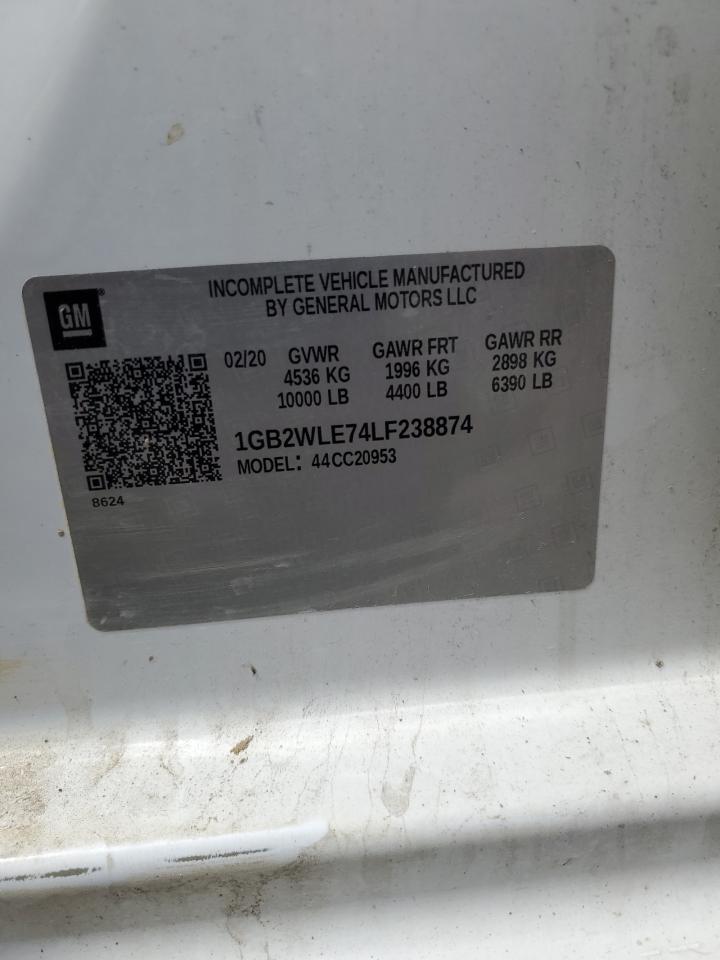 INCOMPLETE VEHICLE MANUFACTURED
BY GENERAL MOTORS LLC
GM®
02/20 GVWR GAWR FRT GAWR RR
4536 KG 1996 KG 2898 KG
10000 LB 4400 LB 6390 LB
1GB2WLE74LF238874
MODEL: 44CC20953
8624